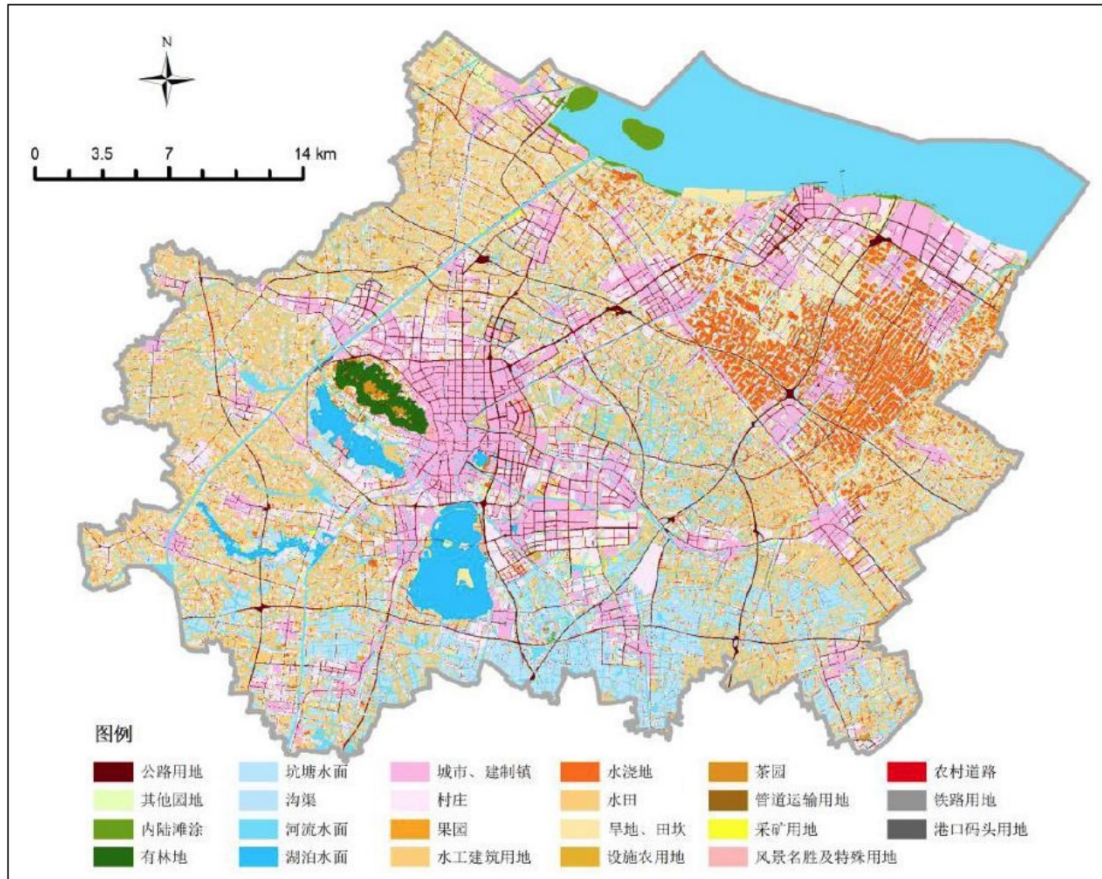 N
0 3.5 7 14 km
图例
公路用地 坑塘水面 城市、建制镇 水浇地 茶园 农村道路
其他园地 沟渠 村庄 水田 管道运输用地 铁路用地
内陆滩涂 河流水面 果园 旱地、田坎 采矿用地 港口码头用地
有林地 湖泊水面 水工建筑用地 设施农用地 风景名胜及特殊用地